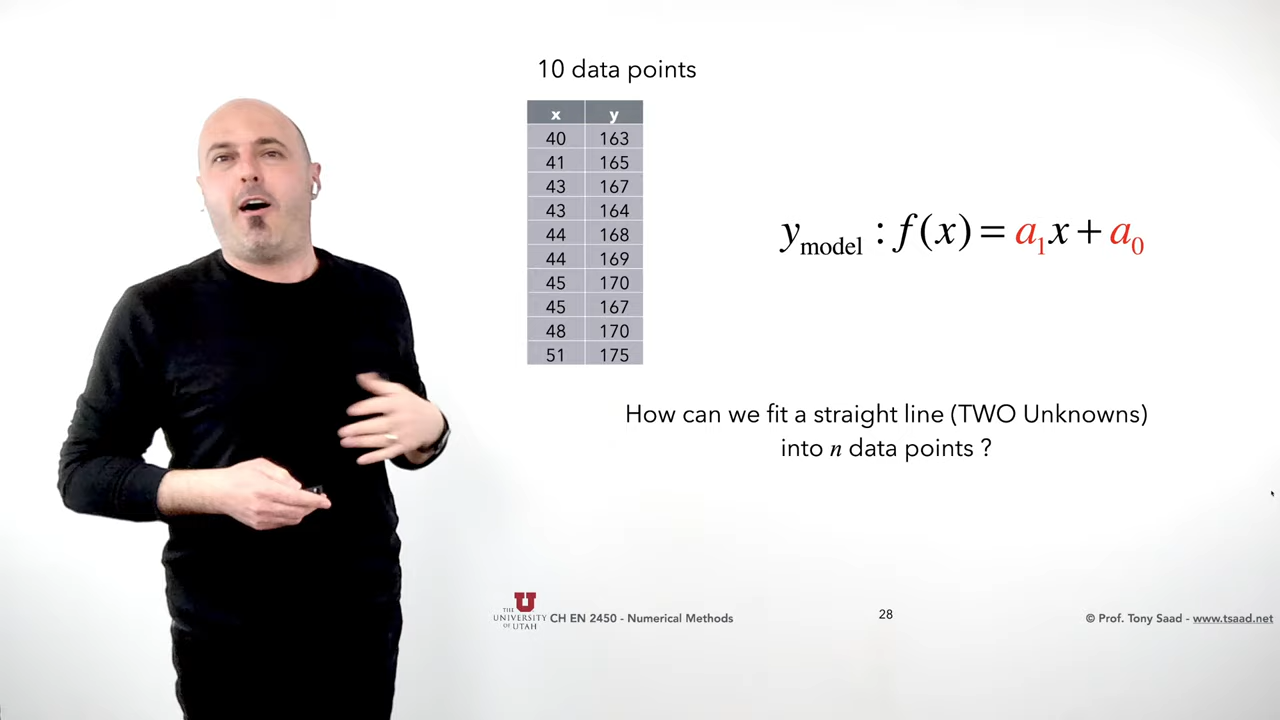 10 data points
x y
40 163
41 165
43 167
43 164
44 168
44 169
45 170
45 167
48 170
51 175
y_model : f(x) = a₁x + a₀
How can we fit a straight line (TWO Unknowns)
into n data points ?
U
THE
UNIVERSITY
OF UTAH
CH EN 2450 - Numerical Methods
28
© Prof. Tony Saad - www.tsaad.net